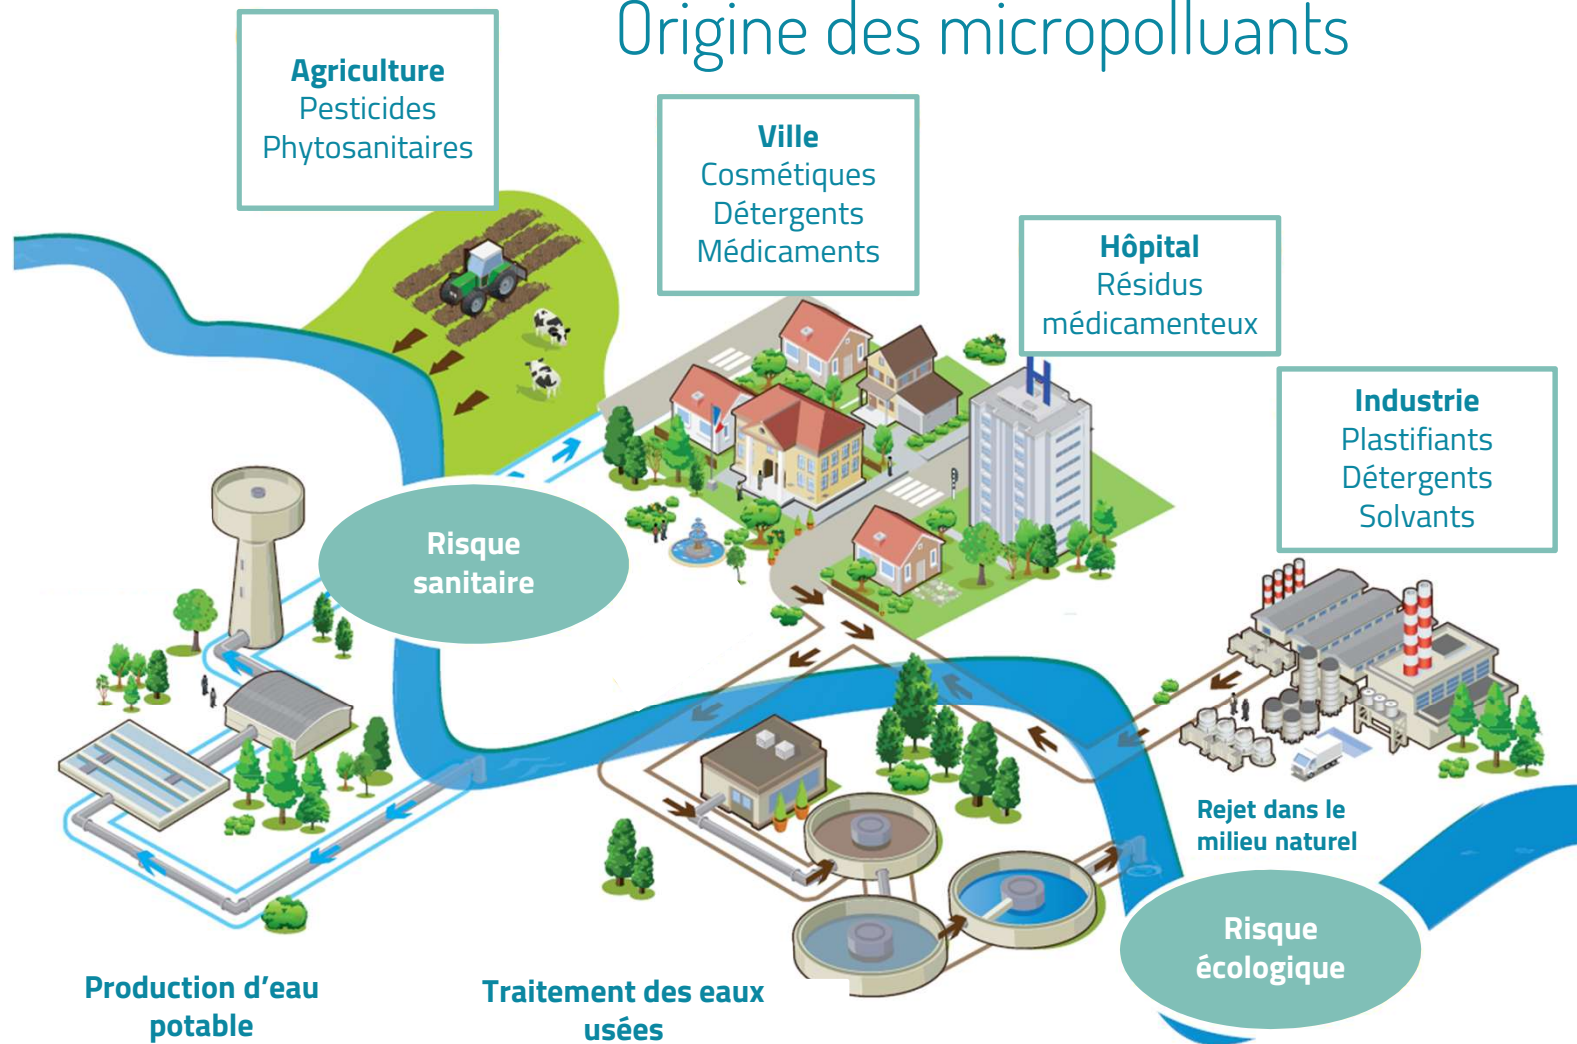 Origine des micropolluants
Agriculture
Pesticides
Phytosanitaires
Ville
Cosmétiques
Détergents
Médicaments
Hôpital
Résidus
médicamenteux
Industrie
Plastifiants
Détergents
Solvants
H
Risque
sanitaire
Rejet dans le
milieu naturel
Risque
écologique
Production d’eau
potable
Traitement des eaux
usées